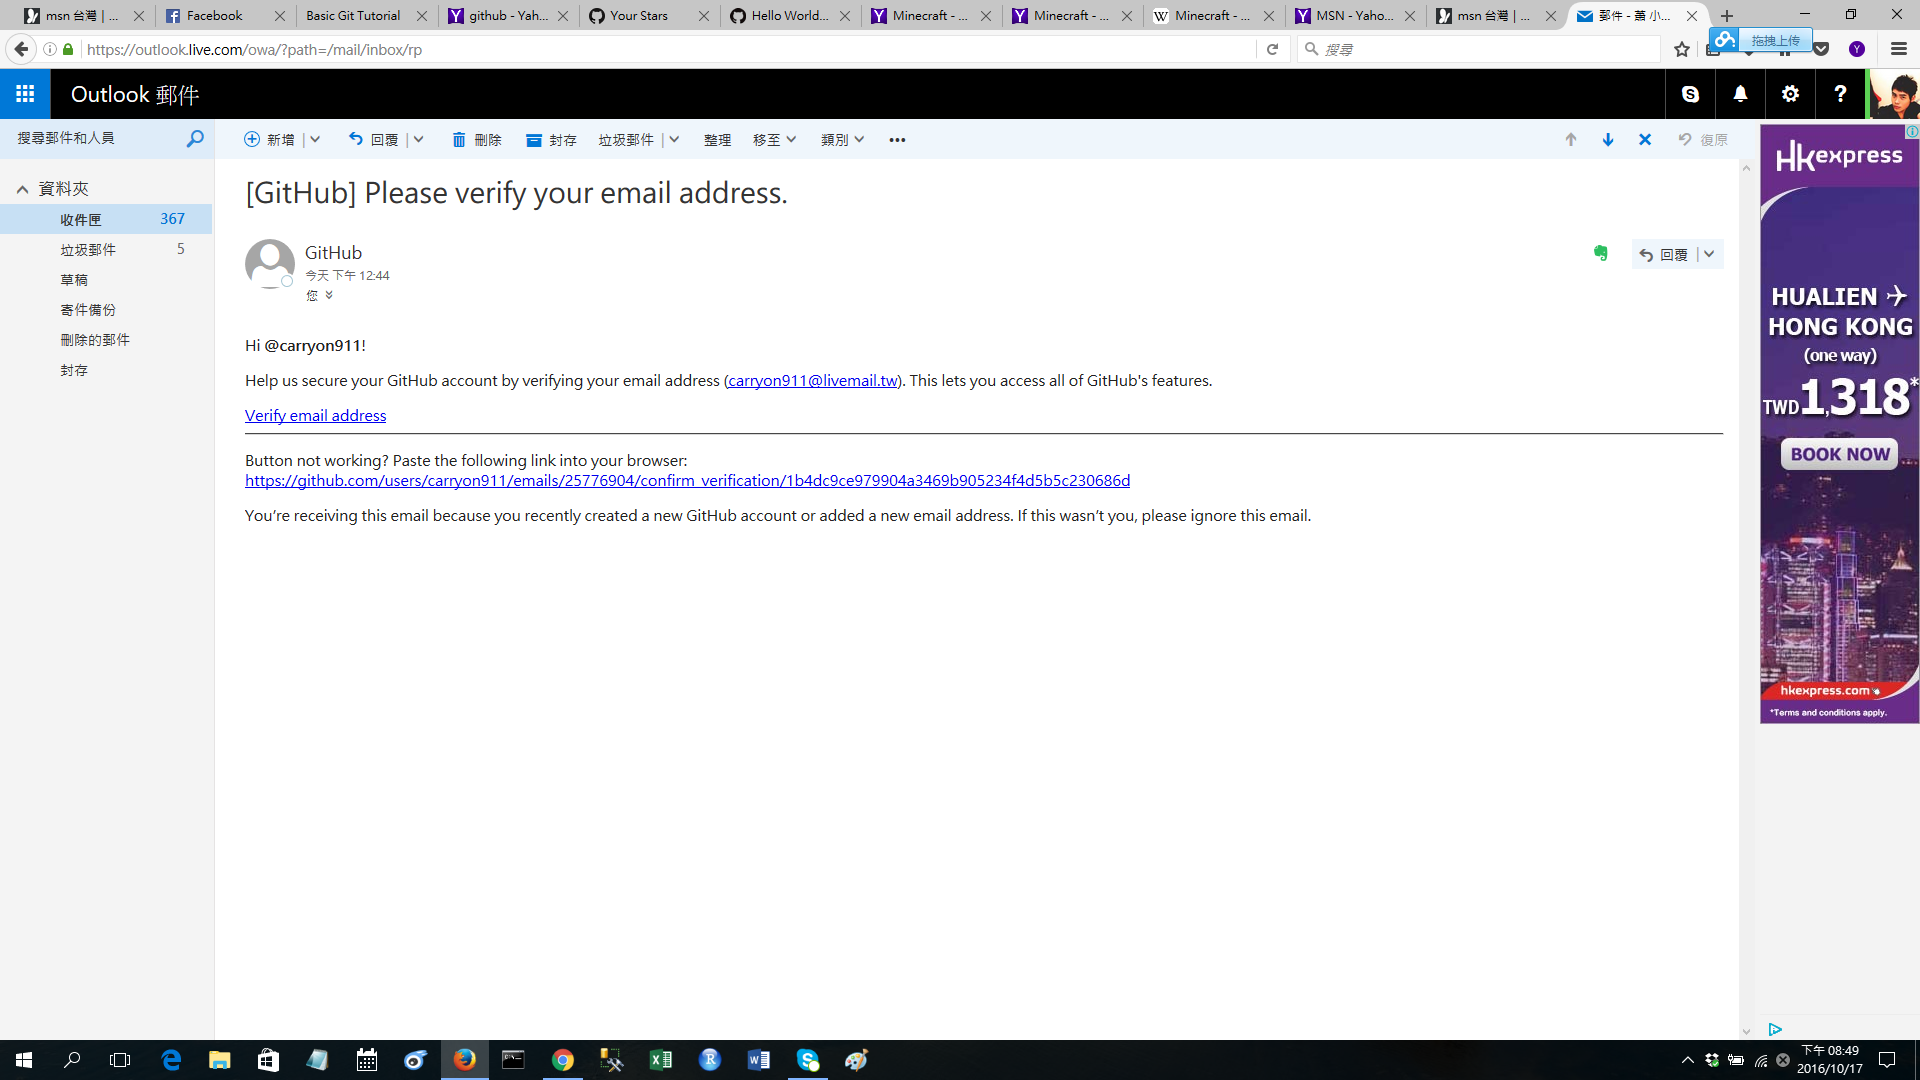 msn 台灣 | ...
Facebook
Basic Git Tutorial
github - Yah...
Your Stars
Hello World...
Minecraft - ...
Minecraft - ...
Minecraft - ...
MSN - Yaho...
msn 台灣 | ...
郵件 - 蕭 小...
https://outlook.live.com/owa/?path=/mail/inbox/rp
搜尋
拖拽上传
Outlook 郵件
搜尋郵件和人員
新增
回覆
刪除
封存
垃圾郵件
整理
移至
類別
復原
資料夾
收件匣 367
垃圾郵件 5
草稿
寄件備份
刪除的郵件
封存
[GitHub] Please verify your email address.
GitHub
今天 下午 12:44
您
回覆
Hi @carryon911!
Help us secure your GitHub account by verifying your email address (carryon911@livemail.tw). This lets you access all of GitHub's features.
Verify email address
Button not working? Paste the following link into your browser:
https://github.com/users/carryon911/emails/25776904/confirm_verification/1b4dc9ce979904a3469b905234f4d5b5c230686d
You’re receiving this email because you recently created a new GitHub account or added a new email address. If this wasn’t you, please ignore this email.
HK express
HUALIEN
HONG KONG
(one way)
TWD1,318*
BOOK NOW
hkexpress.com
*Terms and conditions apply.
下午 08:49
2016/10/17